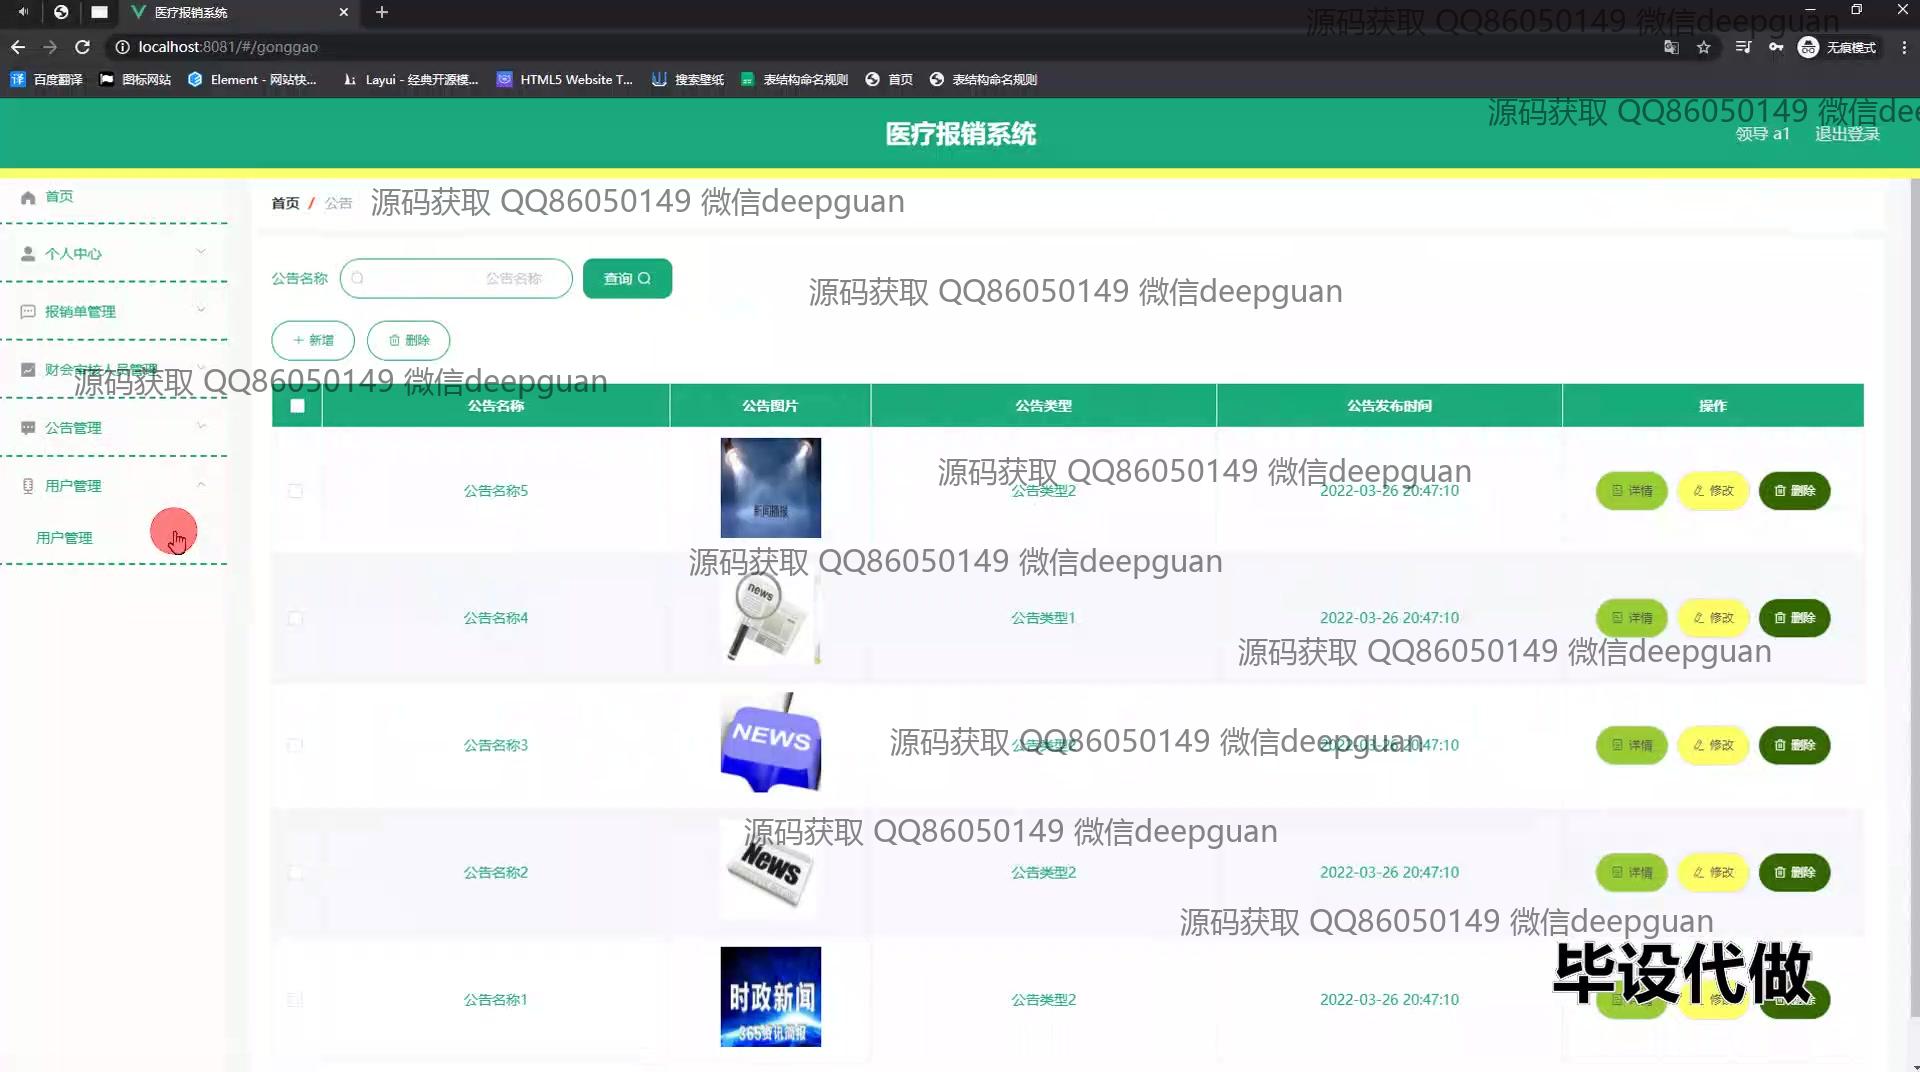 医疗报销系统
源码获取 QQ86050149 微信deepguan
localhost:8081/#/gonggao
无痕模式
百度翻译
图标网站
Element - 网站快...
Layui - 经典开源模...
HTML5 Website T...
搜索壁纸
表结构命名规则
首页
表结构命名规则
源码获取 QQ86050149 微信dee
医疗报销系统
领导 a1
退出登录
首页
首页 / 公告
源码获取 QQ86050149 微信deepguan
个人中心
公告名称
公告名称
查询
源码获取 QQ86050149 微信deepguan
报销单管理
新增
删除
财会审核人员管理
源码获取 QQ86050149 微信deepguan
公告名称
公告图片
公告类型
公告发布时间
操作
公告管理
用户管理
用户管理
源码获取 QQ86050149 微信deepguan
公告名称5
新闻播报
公告类型2
2022-03-26 20:47:10
详情
修改
删除
源码获取 QQ86050149 微信deepguan
公告名称4
news
公告类型1
2022-03-26 20:47:10
详情
修改
删除
源码获取 QQ86050149 微信deepguan
公告名称3
NEWS
源码获取 QQ86050149 微信deepguan
公告类型2
2022-03-26 20:47:10
详情
修改
删除
源码获取 QQ86050149 微信deepguan
公告名称2
News
公告类型2
2022-03-26 20:47:10
详情
修改
删除
源码获取 QQ86050149 微信deepguan
毕设代做
公告名称1
时政新闻
365资讯简报
公告类型2
2022-03-26 20:47:10